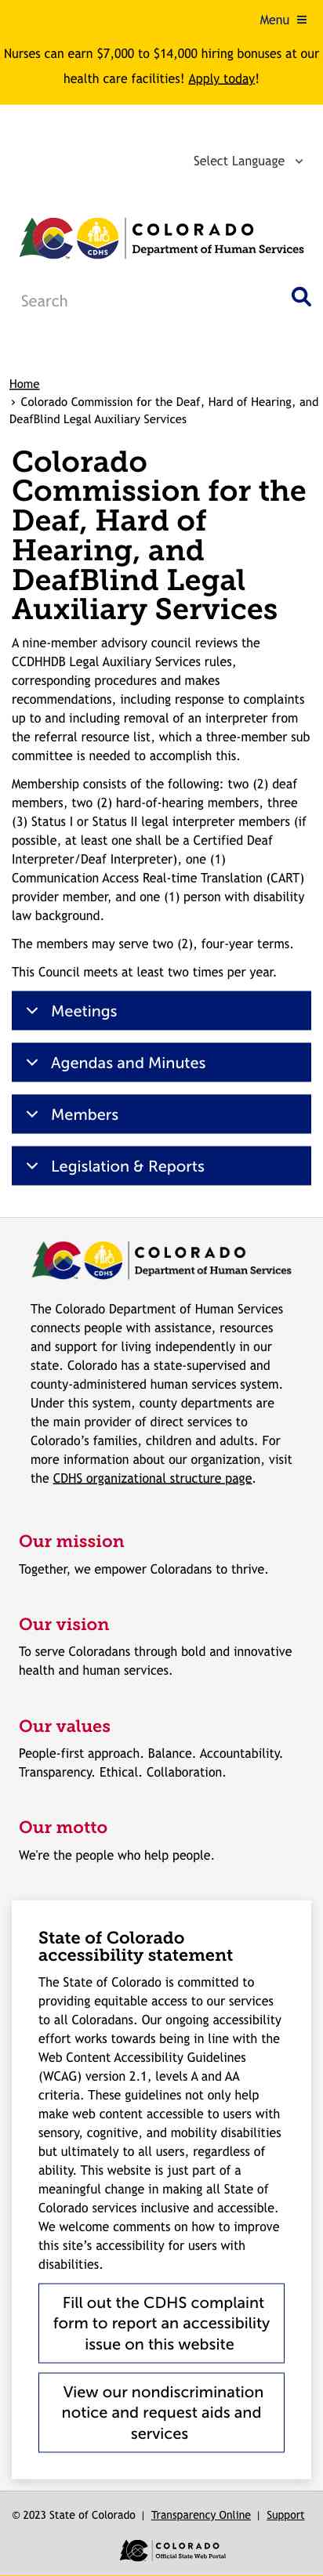 Menu
Nurses can earn $7,000 to $14,000 hiring bonuses at our
health care facilities! Apply today!
Select Language
CDHS
COLORADO
Department of Human Services
Search
Home
› Colorado Commission for the Deaf, Hard of Hearing, and
DeafBlind Legal Auxiliary Services
Colorado
Commission for the
Deaf, Hard of
Hearing, and
DeafBlind Legal
Auxiliary Services
A nine-member advisory council reviews the
CCDHHDB Legal Auxiliary Services rules,
corresponding procedures and makes
recommendations, including response to complaints
up to and including removal of an interpreter from
the referral resource list, which a three-member sub
committee is needed to accomplish this.
Membership consists of the following: two (2) deaf
members, two (2) hard-of-hearing members, three
(3) Status I or Status II legal interpreter members (if
possible, at least one shall be a Certified Deaf
Interpreter/Deaf Interpreter), one (1)
Communication Access Real-time Translation (CART)
provider member, and one (1) person with disability
law background.
The members may serve two (2), four-year terms.
This Council meets at least two times per year.
Meetings
Agendas and Minutes
Members
Legislation & Reports
CDHS
COLORADO
Department of Human Services
The Colorado Department of Human Services
connects people with assistance, resources
and support for living independently in our
state. Colorado has a state-supervised and
county-administered human services system.
Under this system, county departments are
the main provider of direct services to
Colorado’s families, children and adults. For
more information about our organization, visit
the CDHS organizational structure page.
Our mission
Together, we empower Coloradans to thrive.
Our vision
To serve Coloradans through bold and innovative
health and human services.
Our values
People-first approach. Balance. Accountability.
Transparency. Ethical. Collaboration.
Our motto
We're the people who help people.
State of Colorado
accessibility statement
The State of Colorado is committed to
providing equitable access to our services
to all Coloradans. Our ongoing accessibility
effort works towards being in line with the
Web Content Accessibility Guidelines
(WCAG) version 2.1, levels A and AA
criteria. These guidelines not only help
make web content accessible to users with
sensory, cognitive, and mobility disabilities
but ultimately to all users, regardless of
ability. This website is just part of a
meaningful change in making all State of
Colorado services inclusive and accessible.
We welcome comments on how to improve
this site’s accessibility for users with
disabilities.
Fill out the CDHS complaint
form to report an accessibility
issue on this website
View our nondiscrimination
notice and request aids and
services
© 2023 State of Colorado | Transparency Online | Support
COLORADO
Official State Web Portal